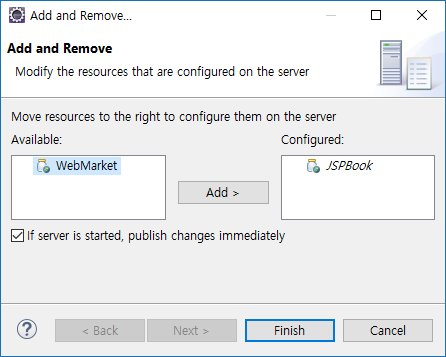 Add and Remove...
Add and Remove
Modify the resources that are configured on the server
Move resources to the right to configure them on the server
Available:
Configured:
WebMarket
JSPBook
Add >
If server is started, publish changes immediately
?
< Back
Next >
Finish
Cancel